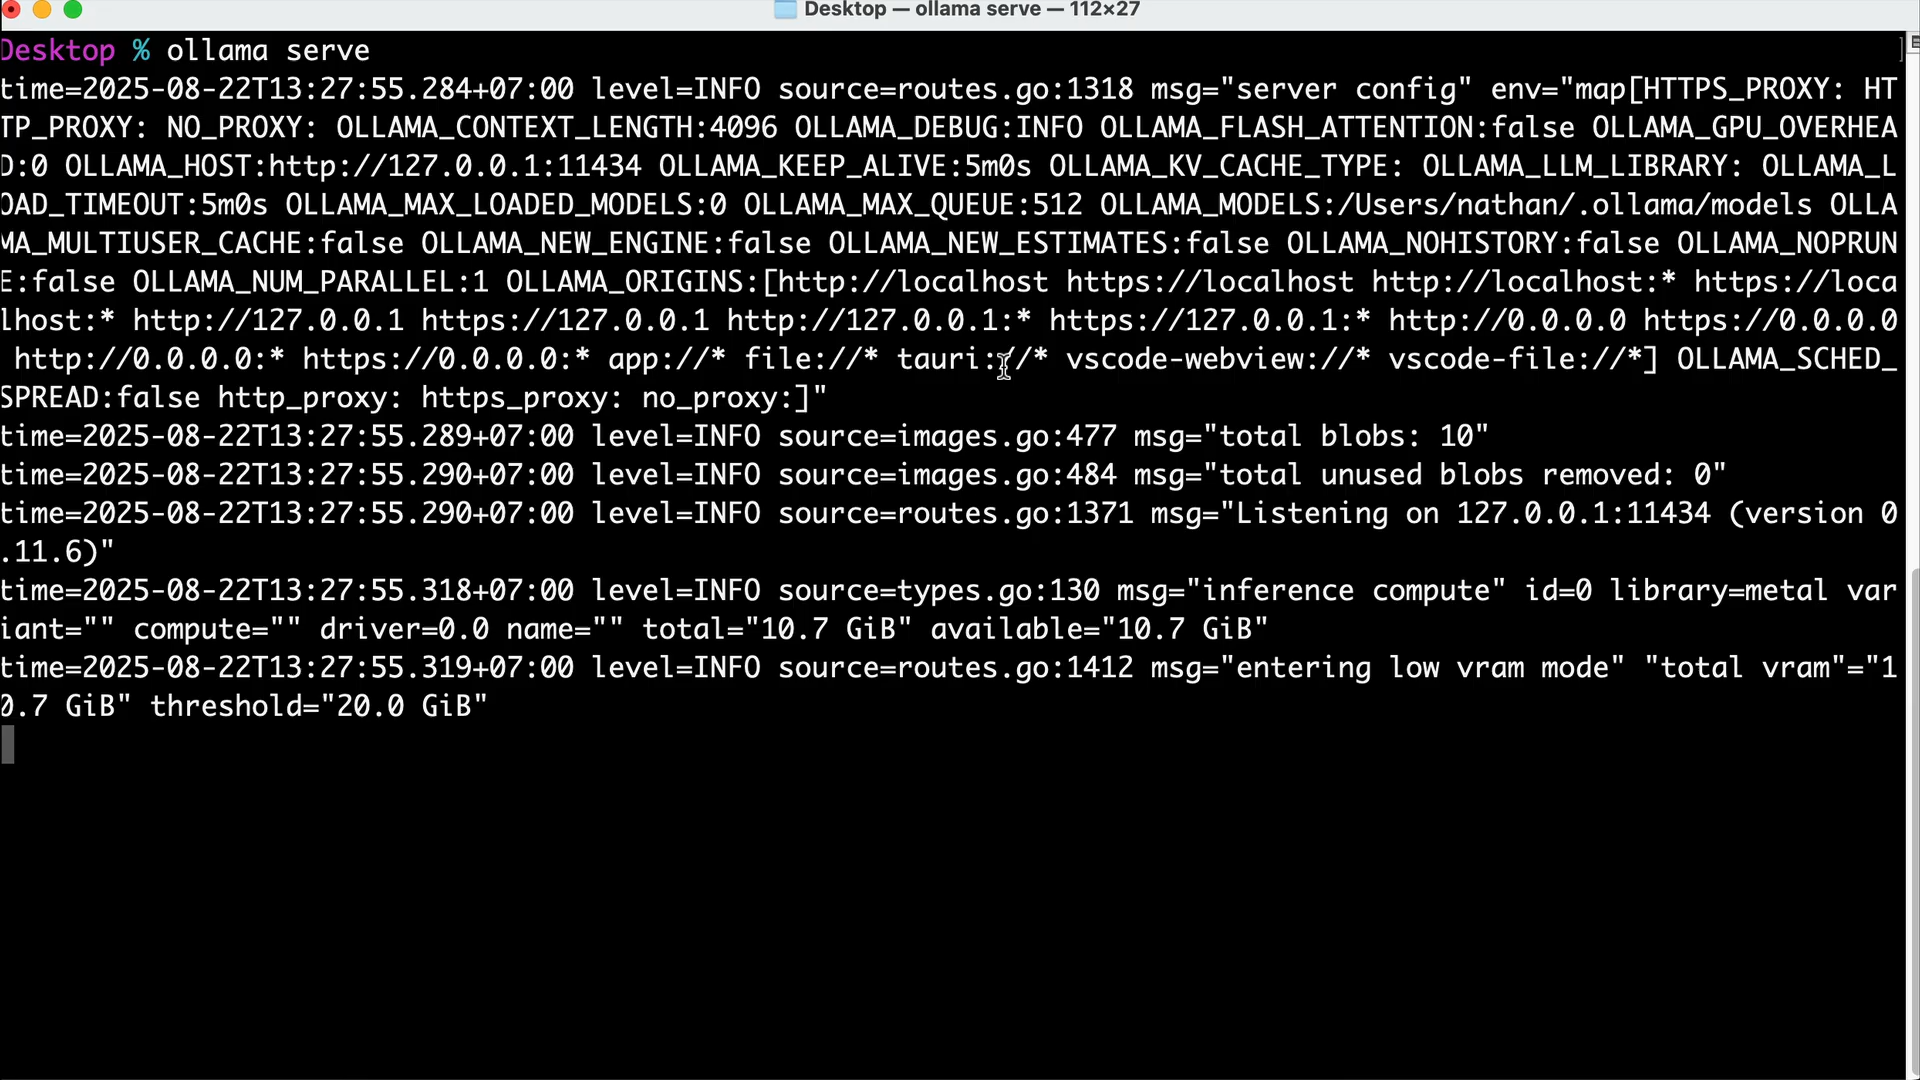 Desktop — ollama serve — 112×27
Desktop % ollama serve
time=2025-08-22T13:27:55.284+07:00 level=INFO source=routes.go:1318 msg="server config" env="map[HTTPS_PROXY: HT
TP_PROXY: NO_PROXY: OLLAMA_CONTEXT_LENGTH:4096 OLLAMA_DEBUG:INFO OLLAMA_FLASH_ATTENTION:false OLLAMA_GPU_OVERHEA
D:0 OLLAMA_HOST:http://127.0.0.1:11434 OLLAMA_KEEP_ALIVE:5m0s OLLAMA_KV_CACHE_TYPE: OLLAMA_LLM_LIBRARY: OLLAMA_L
OAD_TIMEOUT:5m0s OLLAMA_MAX_LOADED_MODELS:0 OLLAMA_MAX_QUEUE:512 OLLAMA_MODELS:/Users/nathan/.ollama/models OLLA
MA_MULTIUSER_CACHE:false OLLAMA_NEW_ENGINE:false OLLAMA_NEW_ESTIMATES:false OLLAMA_NOHISTORY:false OLLAMA_NOPRUN
E:false OLLAMA_NUM_PARALLEL:1 OLLAMA_ORIGINS:[http://localhost https://localhost http://localhost:* https://loca
lhost:* http://127.0.0.1 https://127.0.0.1 http://127.0.0.1:* https://127.0.0.1:* http://0.0.0.0 https://0.0.0.0
http://0.0.0.0:* https://0.0.0.0:* app://* file://* tauri://* vscode-webview://* vscode-file://*] OLLAMA_SCHED_
SPREAD:false http_proxy: https_proxy: no_proxy:]"
time=2025-08-22T13:27:55.289+07:00 level=INFO source=images.go:477 msg="total blobs: 10"
time=2025-08-22T13:27:55.290+07:00 level=INFO source=images.go:484 msg="total unused blobs removed: 0"
time=2025-08-22T13:27:55.290+07:00 level=INFO source=routes.go:1371 msg="Listening on 127.0.0.1:11434 (version 0
.11.6)"
time=2025-08-22T13:27:55.318+07:00 level=INFO source=types.go:130 msg="inference compute" id=0 library=metal var
iant="" compute="" driver=0.0 name="" total="10.7 GiB" available="10.7 GiB"
time=2025-08-22T13:27:55.319+07:00 level=INFO source=routes.go:1412 msg="entering low vram mode" "total vram"="1
0.7 GiB" threshold="20.0 GiB"